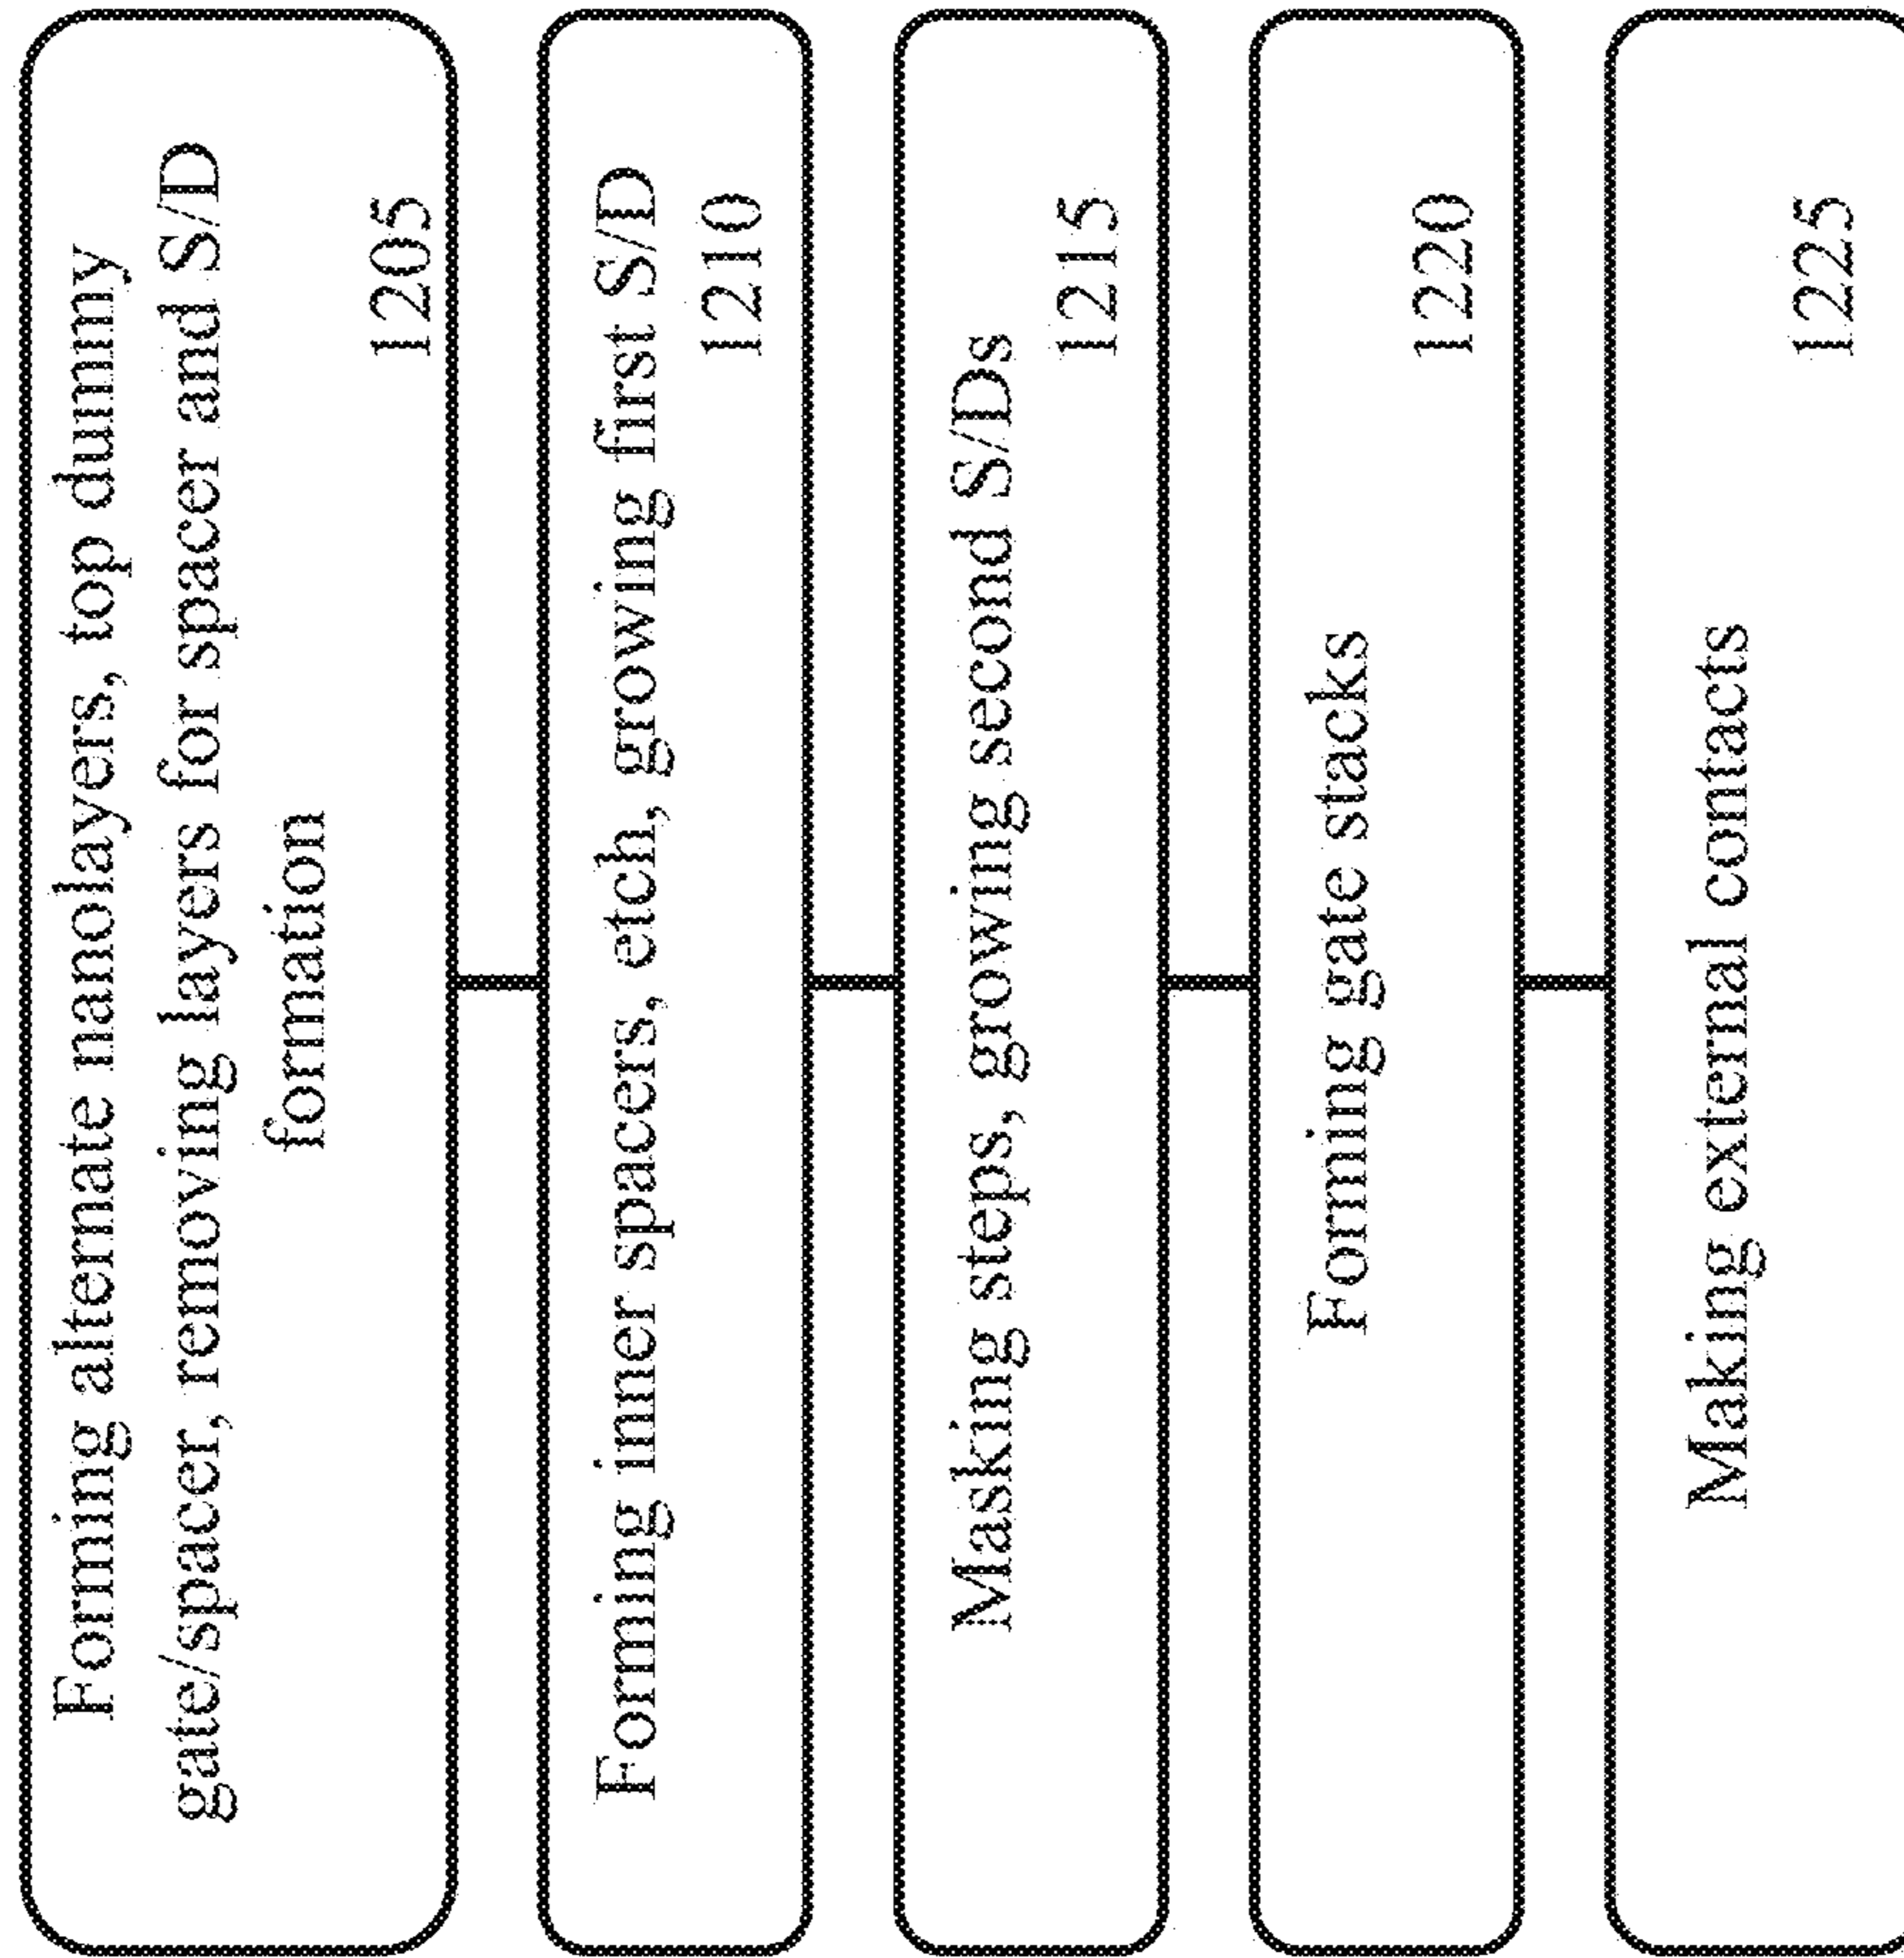 Forming alternate nanolayers, top dummy
gate/spacer, removing layers for spacer and S/D
formation
1205
Forming inner spacers, etch, growing first S/D
1210
Masking steps, growing second S/Ds
1215
Forming gate stacks
1220
Making external contacts
1225